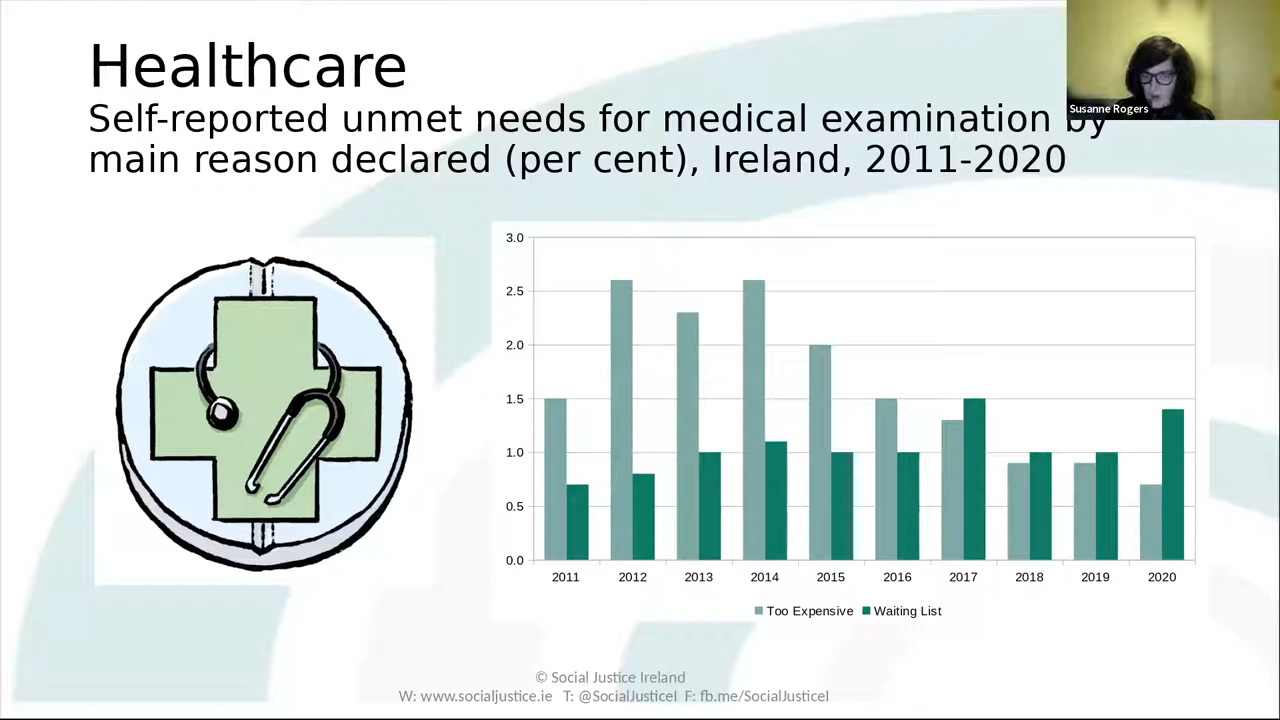 Healthcare
Self-reported unmet needs for medical examination by
main reason declared (per cent), Ireland, 2011-2020
Susanne Rogers
3.0
2.5
2.0
1.5
1.0
0.5
0.0
2011 2012 2013 2014 2015 2016 2017 2018 2019 2020
Too Expensive Waiting List
© Social Justice Ireland
W: www.socialjustice.ie T: @SocialJusticeI F: fb.me/SocialJusticeI